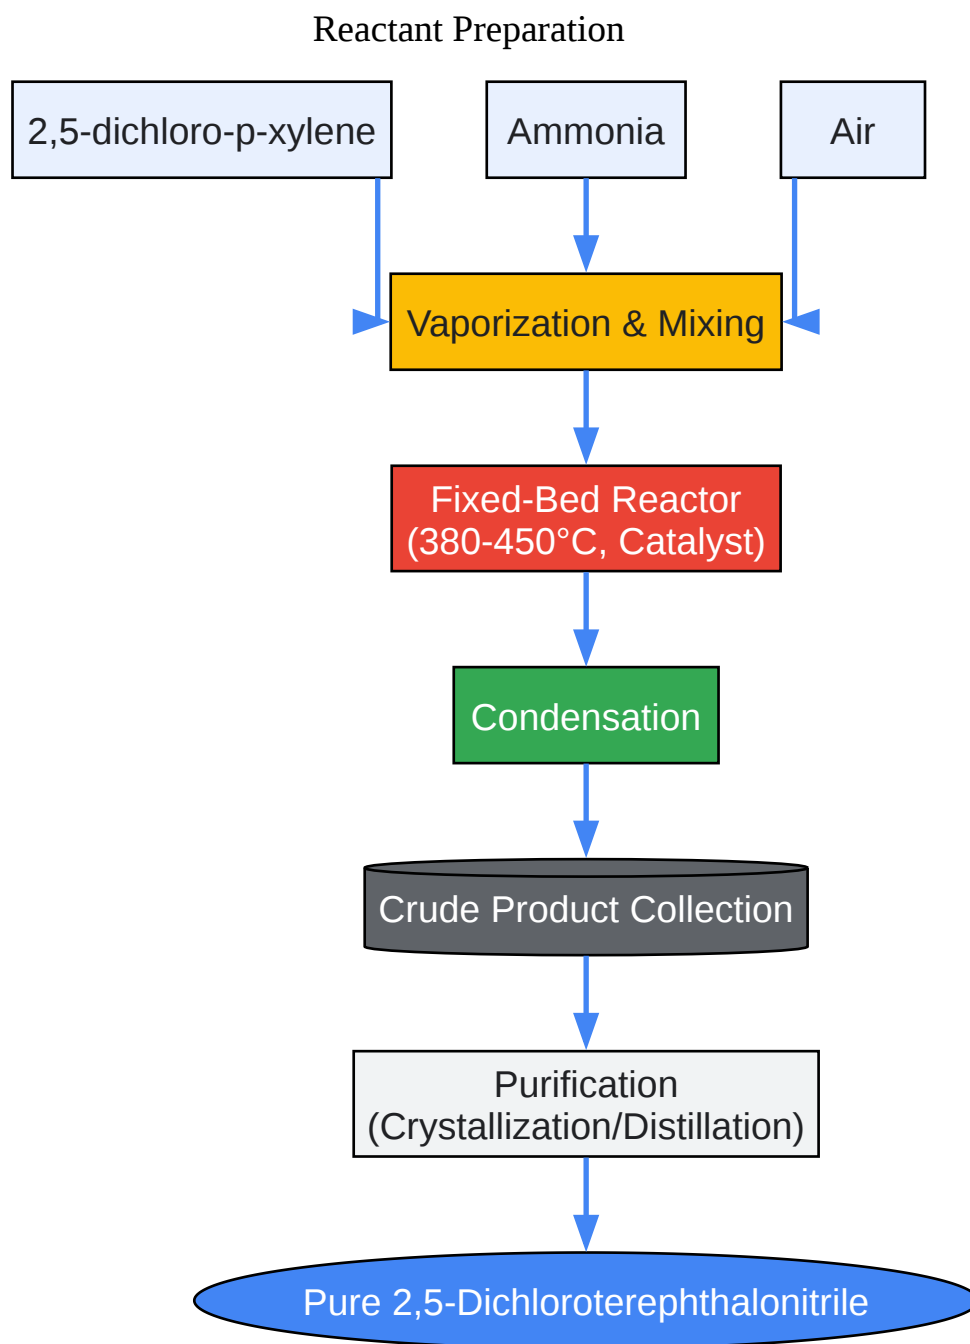 Reactant Preparation
2,5-dichloro-p-xylene
Ammonia
Air
Vaporization & Mixing
Fixed-Bed Reactor
(380-450°C, Catalyst)
Condensation
Crude Product Collection
Purification
(Crystallization/Distillation)
Pure 2,5-Dichloroterephthalonitrile